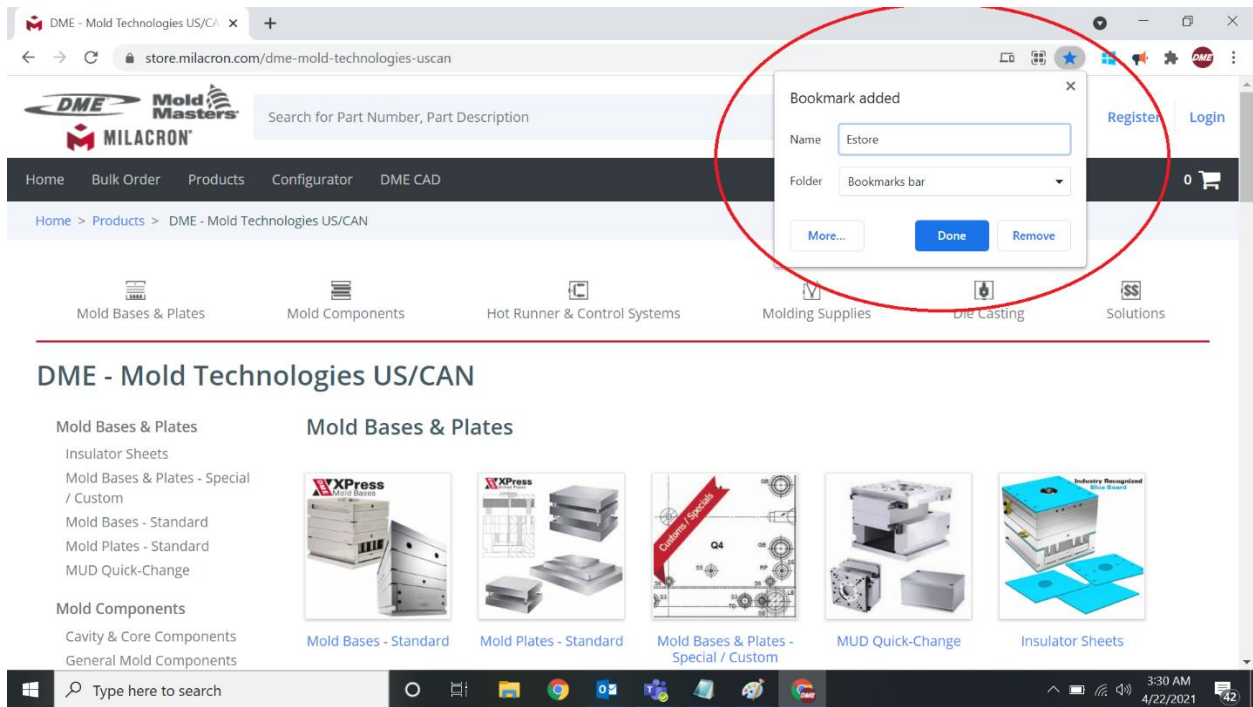 DME - Mold Technologies US/CA
store.milacron.com/dme-mold-technologies-uscan
DME
DME
Mold
Masters
MILACRON
Search for Part Number, Part Description
Register
Login
Bookmark added
Name
Estore
Folder
Bookmarks bar
More...
Done
Remove
Home
Bulk Order
Products
Configurator
DME CAD
0
Home > Products > DME - Mold Technologies US/CAN
Mold Bases & Plates
Mold Components
Hot Runner & Control Systems
Molding Supplies
Die Casting
Solutions
DME - Mold Technologies US/CAN
Mold Bases & Plates
Insulator Sheets
Mold Bases & Plates - Special
/ Custom
Mold Bases - Standard
Mold Plates - Standard
MUD Quick-Change
Mold Components
Cavity & Core Components
General Mold Components
Mold Bases & Plates
XPress
Mold Bases
XPress
Customs / Specials
Q4
Industry Recognized
Blue Board
Mold Bases - Standard
Mold Plates - Standard
Mold Bases & Plates -
Special / Custom
MUD Quick-Change
Insulator Sheets
Type here to search
3:30 AM
4/22/2021
42